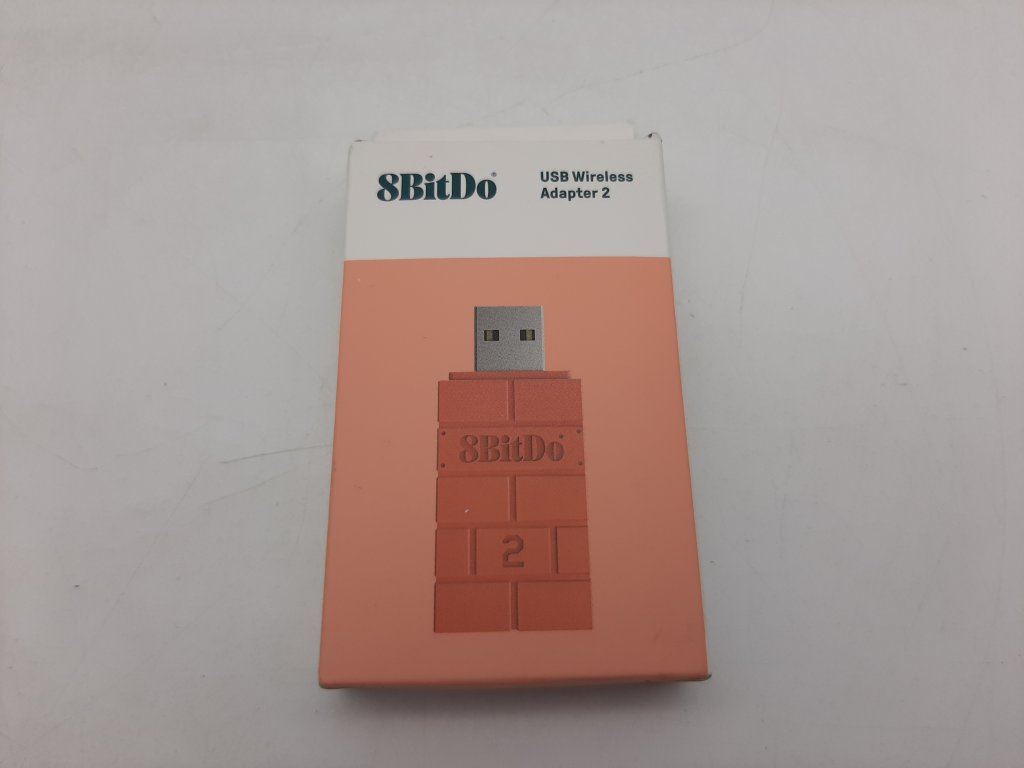 8BitDo®
USB Wireless
Adapter 2
8BitDo
2